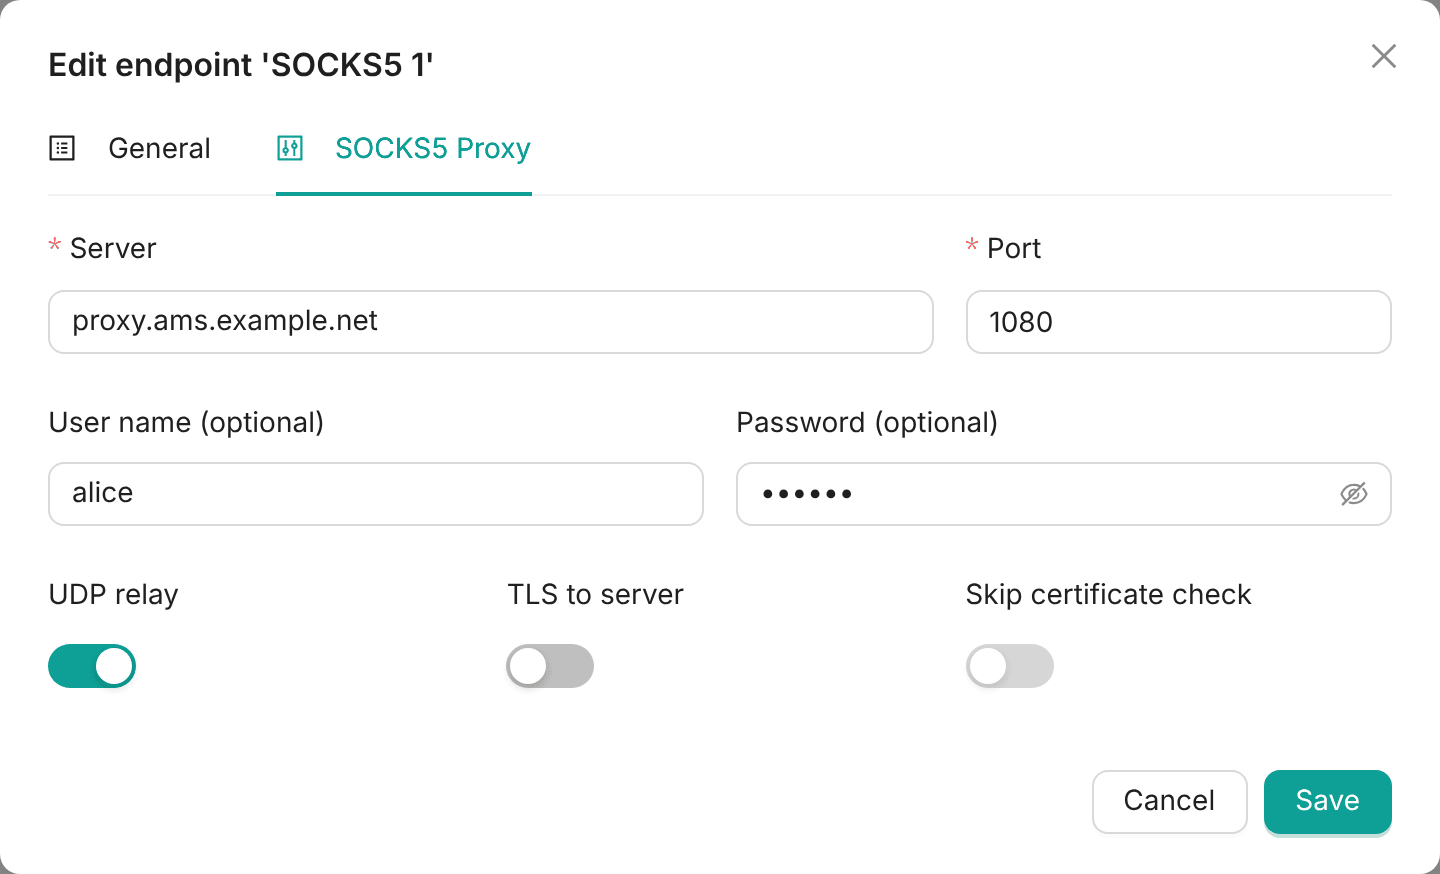 Edit endpoint 'SOCKS5 1'
General
SOCKS5 Proxy
* Server
* Port
proxy.ams.example.net
1080
User name (optional)
Password (optional)
alice
••••••
UDP relay
TLS to server
Skip certificate check
Cancel
Save